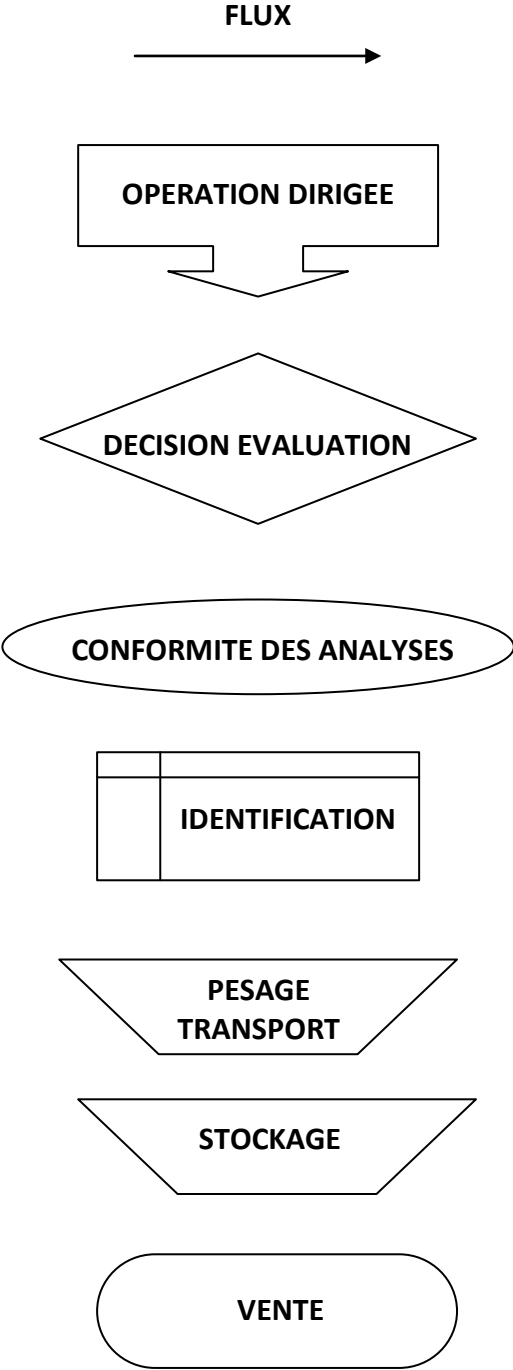 FLUX
OPERATION DIRIGEE
DECISION EVALUATION
CONFORMITE DES ANALYSES
IDENTIFICATION
PESAGE
TRANSPORT
STOCKAGE
VENTE